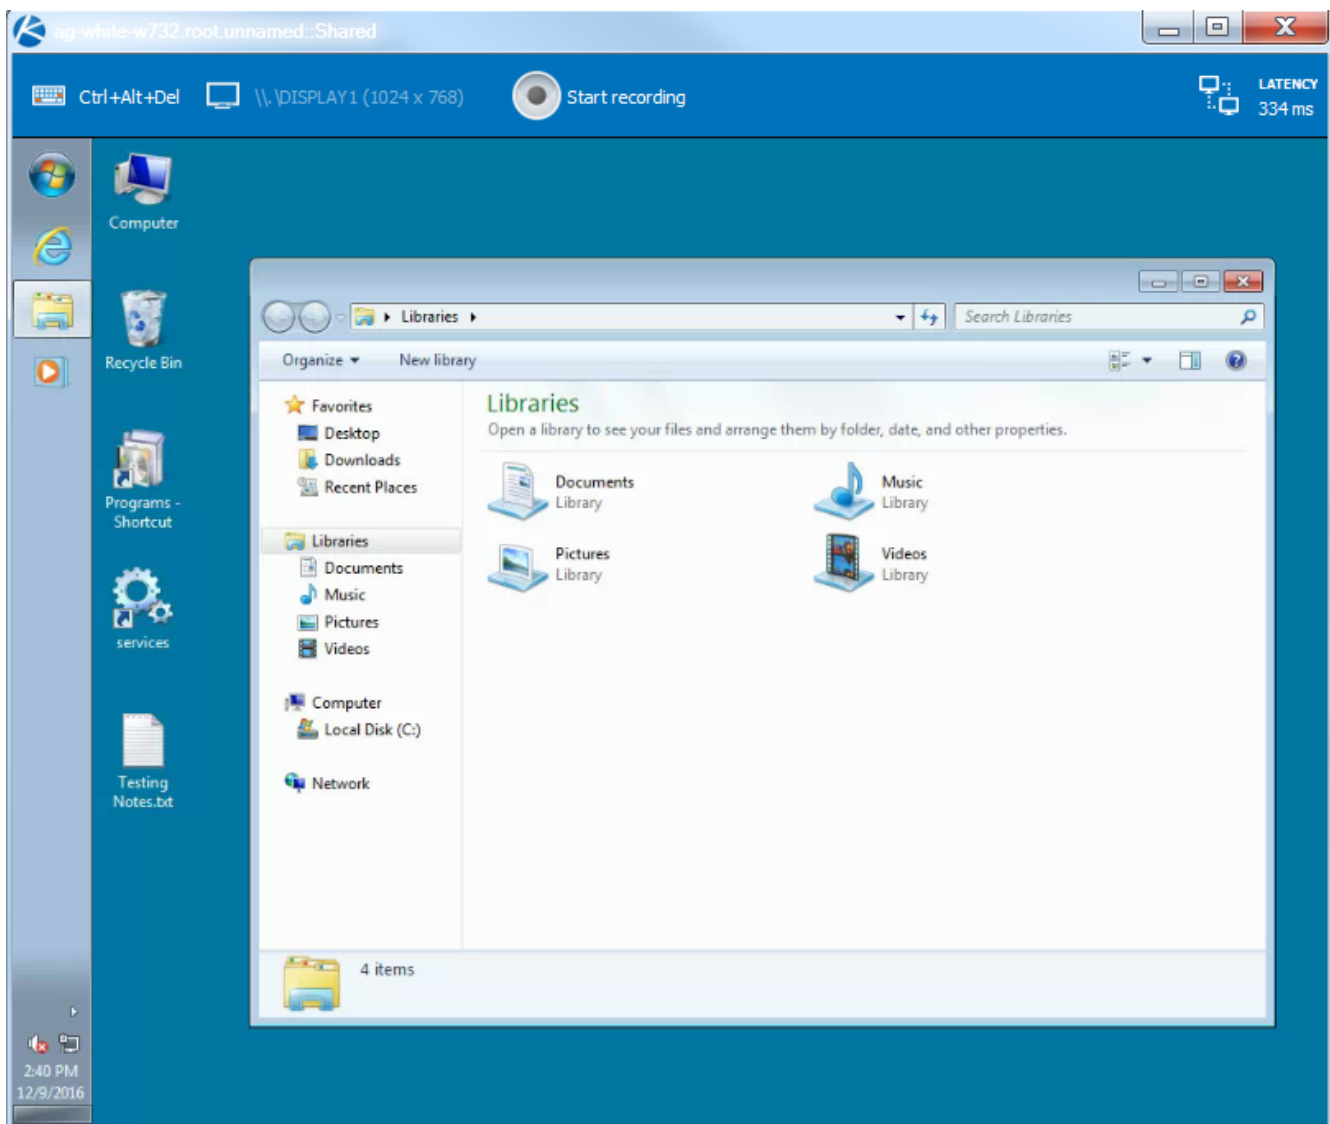 ag-white-w732.root.unnamed::Shared
Ctrl+Alt+Del
\\.\DISPLAY1 (1024 x 768)
Start recording
LATENCY
334 ms
Computer
Recycle Bin
Programs -
Shortcut
services
Testing
Notes.txt
2:40 PM
12/9/2016
Libraries
Search Libraries
Organize
New library
Favorites
Desktop
Downloads
Recent Places
Libraries
Documents
Music
Pictures
Videos
Computer
Local Disk (C:)
Network
Libraries
Open a library to see your files and arrange them by folder, date, and other properties.
Documents
Library
Music
Library
Pictures
Library
Videos
Library
4 items